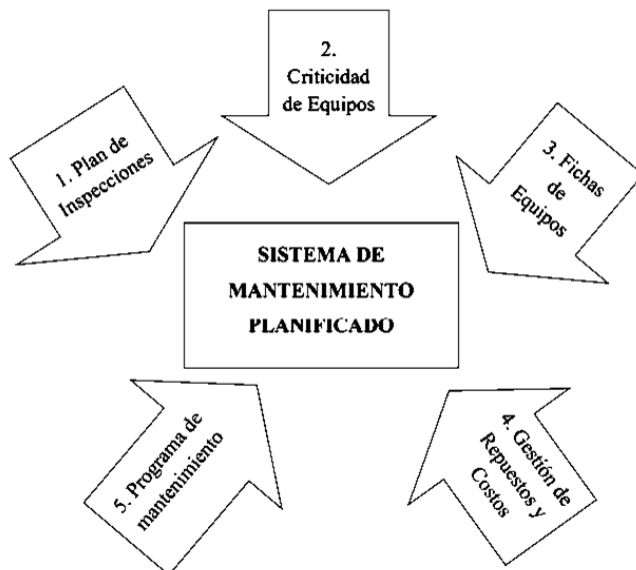 1. Plan de
Inspecciones
2.
Criticidad
de Equipos
3. Fichas
de
Equipos
SISTEMA DE
MANTENIMIENTO
PLANIFICADO
4. Gestión de
Repuestos y
Costos
5. Programa de
mantenimiento